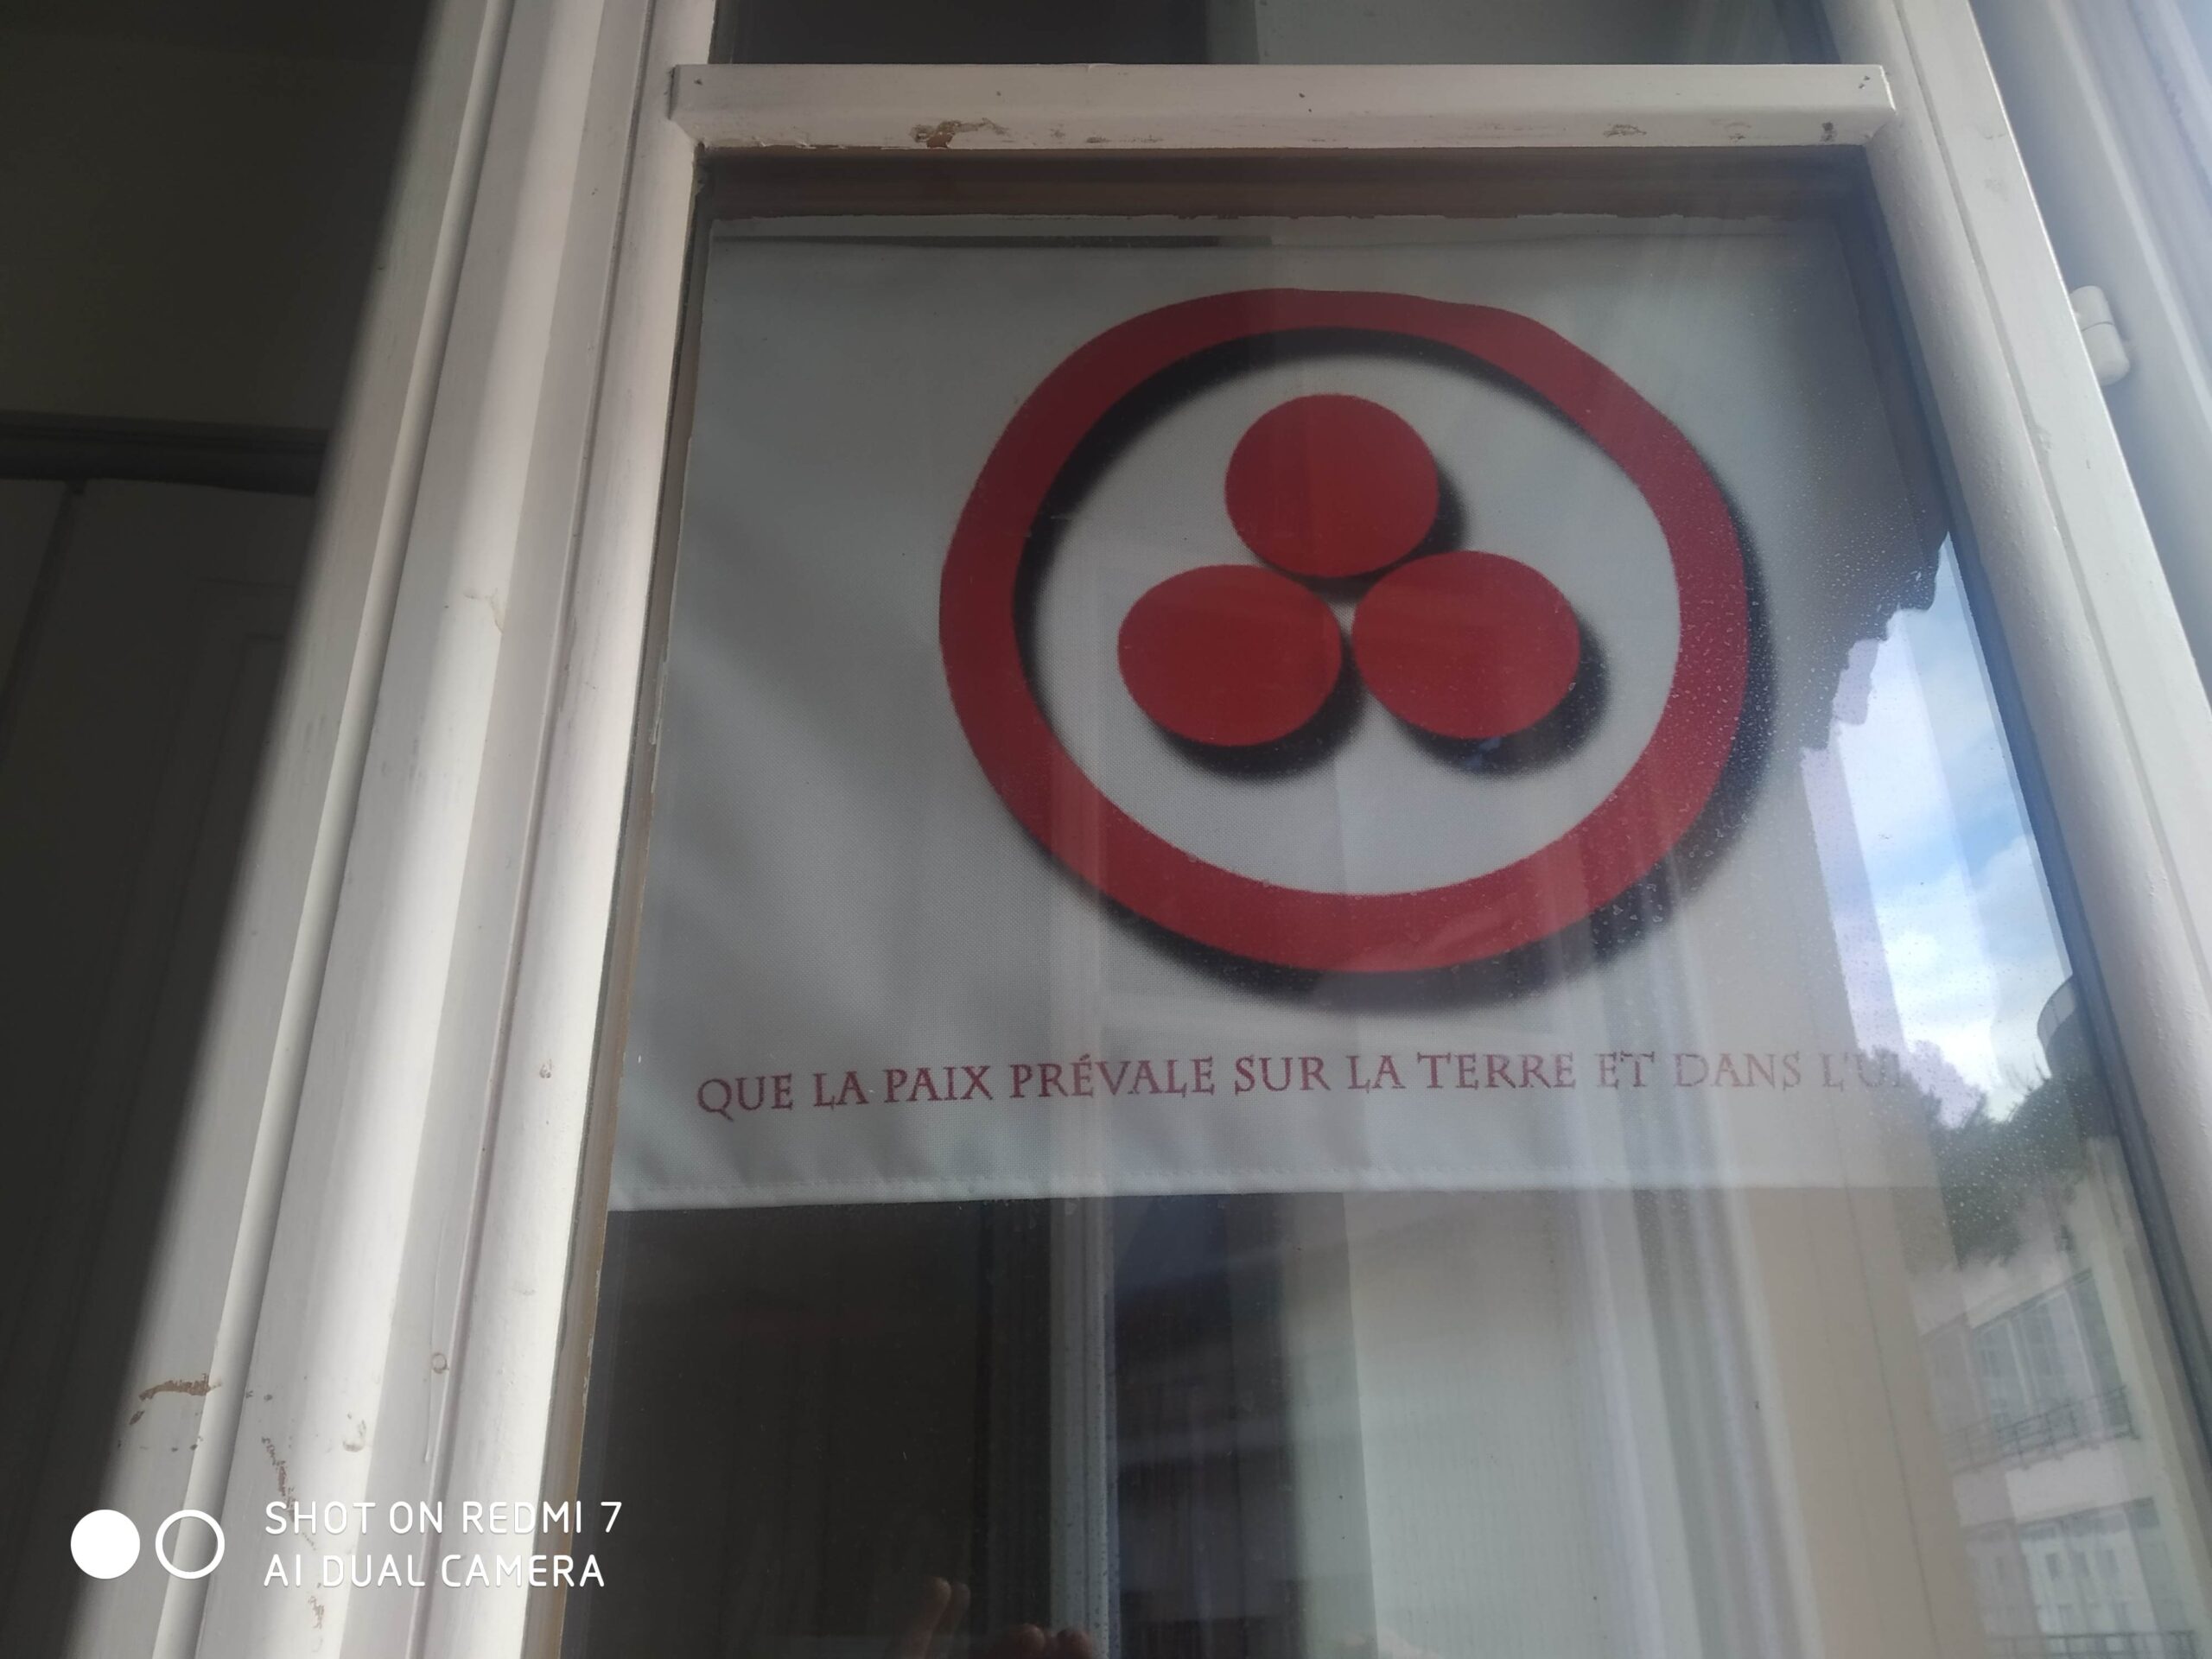 QUE LA PAIX PRÉVALE SUR LA TERRE ET DANS
SHOT ON REDMI 7
AI DUAL CAMERA